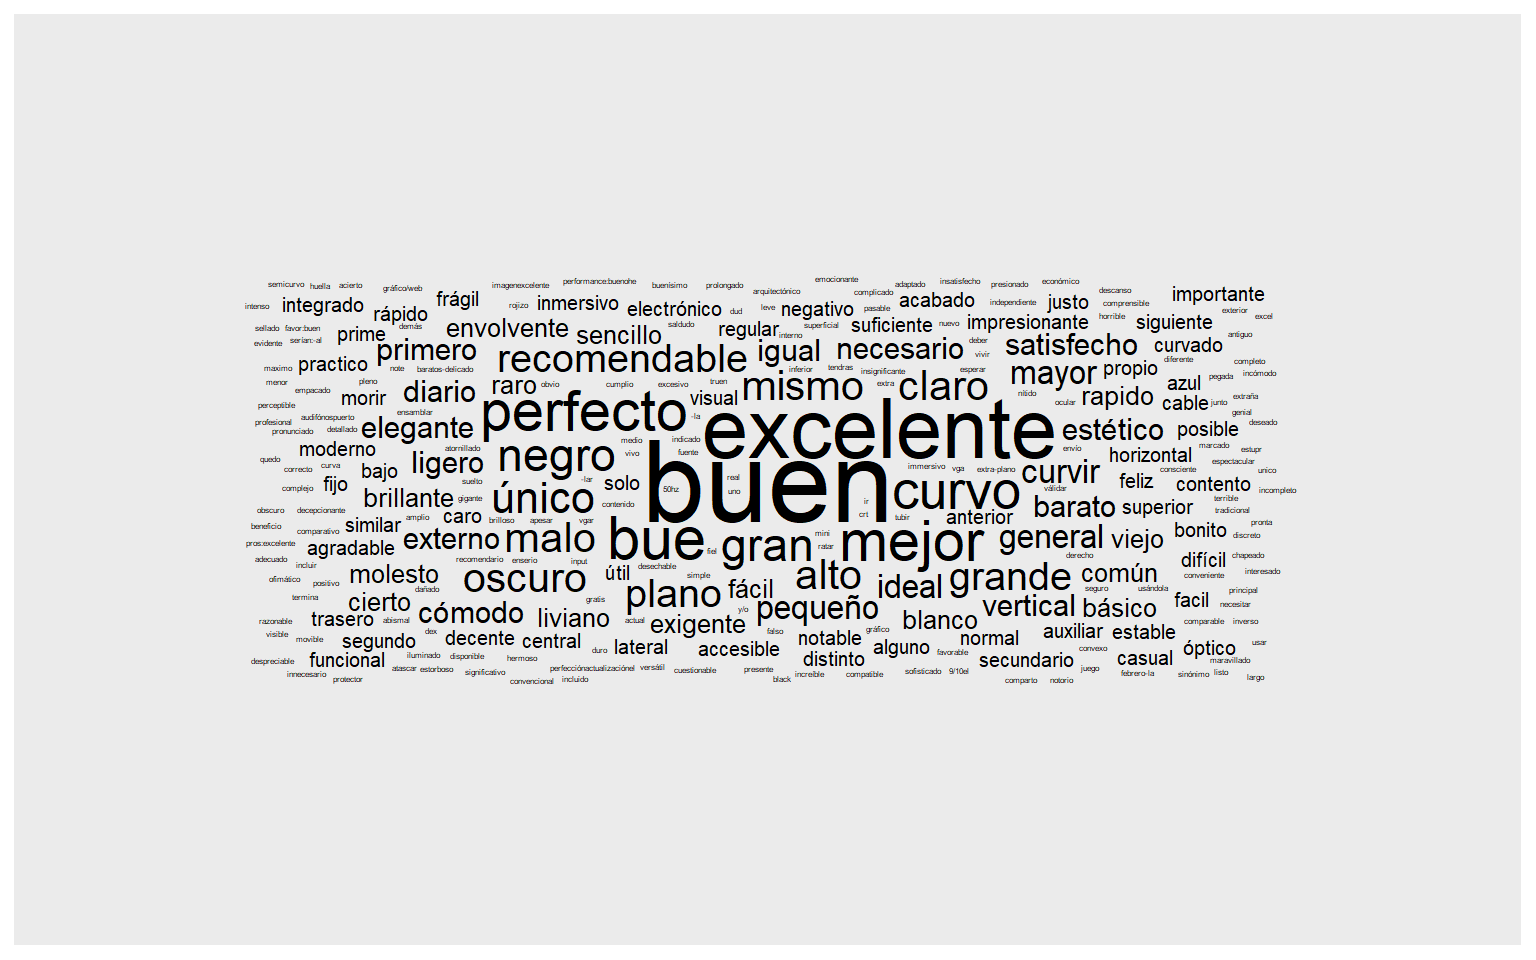 semicurvo huella acierto gráfico/web imagenexcelente performance:buenohe buenísimo prolongado arquitectónico emocionante complicado adaptado insatisfecho presionado económico descanso importante
intenso integrado rápido frágil rojizo inmersivo electrónico dud leve negativo pasable acabado independiente justo comprensible exterior excel
sellado favor:buen prime demás envolvente sencillo saldudo regular interno superficial suficiente nuevo impresionante horrible siguiente antiguo
evidente serían:-al primero recomendable igual necesario deber vivir satisfecho curvado diferente completo
maximo practico note baratos-delicado inferior tendras insignificante esperar mayor propio pegada incómodo
menor pleno empacado morir diario raro obvio cumplio excesivo truen visual mismo extra claro nítido rapido azul cable junto extraña
perceptible audifónospuerto ensamblar perfecto -la excelente ocular genial
profesional pronunciado detallado elegante estético posible deseado
moderno atornillado negro medio indicado marcado estupr
quedo correcto curva bajo ligero vivo fuente buen envío horizontal espectacular
complejo fijo suelto -lar solo real immersivo vga extra-plano curvir consciente unico
brillante gigante único contenido 50hz uno curvo válidar feliz contento terrible incompleto
obscuro decepcionante amplio caro brilloso apesar vgar ir crt tubir anterior barato superior tradicional
beneficio comparativo similar externo malo bue mini mejor general viejo bonito pronta discreto
pros:excelente agradable fiel gran ratar derecho difícil chapeado
adecuado incluir recomendario enserio input desechable conveniente interesado
ofimático positivo molesto dañado oscuro útil simple fácil alto ideal grande común seguro usándola principal
termina cierto gratis plano pequeño vertical básico facil necesitar
razonable trasero abismal cómodo liviano actual exigente y/o falso blanco comparable inverso
visible movible segundo dex decente central duro lateral accesible notable gráfico alguno favorable normal auxiliar estable convexo óptico usar
despreciable funcional iluminado disponible hermoso distinto secundario casual maravillado
innecesario protector atascar estorboso significativo convencional perfecciónactualizaciónel incluido versátil cuestionable presente black increíble compatible sofisticado 9/10el comparto notorio juego febrero-la sinónimo listo largo